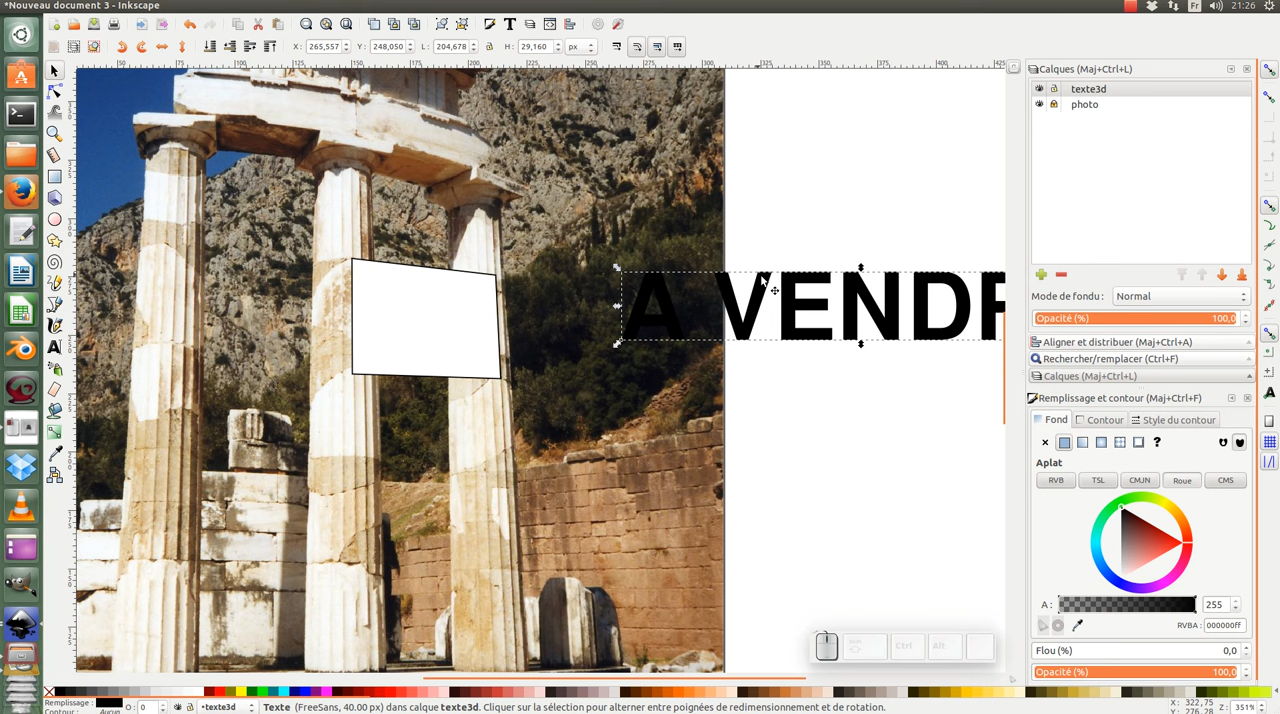 *Nouveau document 3 - Inkscape
Fr
21:26
X: 265,557
Y: 248,050
L: 204,678
H: 29,160
px
Calques (Maj+Ctrl+L)
texte3d
photo
A VENDR
Mode de fondu : Normal
Opacité (%) 100,0
Aligner et distribuer (Maj+Ctrl+A)
Rechercher/remplacer (Ctrl+F)
Calques (Maj+Ctrl+L)
Remplissage et contour (Maj+Ctrl+F)
Fond
Contour
Style du contour
?
Aplat
RVB
TSL
CMJN
Roue
CMS
A :
255
RVBA : 000000ff
Flou (%) 0,0
Opacité (%) 100,0
Ctrl
Alt
Remplissage :
Contour :
Aucun
O: 0
•texte3d
Texte (FreeSans, 40.00 px) dans calque texte3d. Cliquer sur la sélection pour alterner entre poignées de redimensionnement et de rotation.
X: 322,75
Y: 276,28
Z: 351%